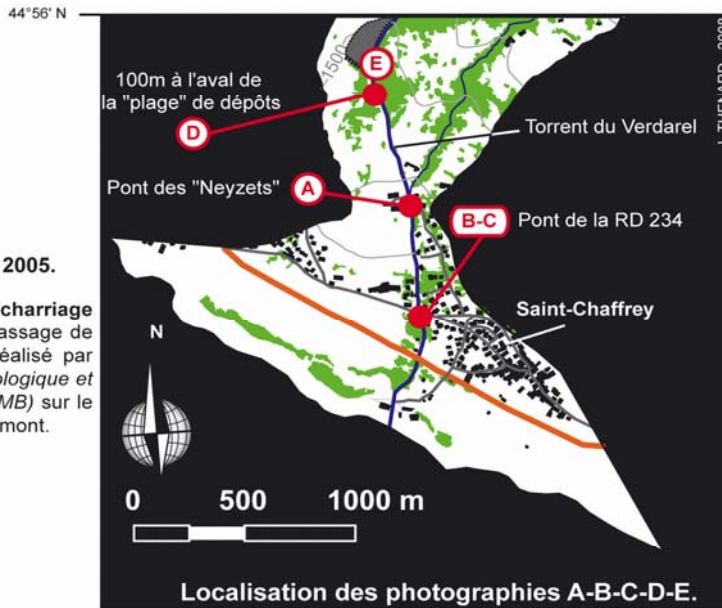 44°56' N
1500m
E
100m à l'aval de
la "plage" de dépôts
D
Torrent du Verdarel
Pont des "Neyzets"
A
B-C
Pont de la RD 234
2005.
charriage
assage de
éalisé par
ologique et
MB) sur le
mont.
Saint-Chaffrey
N
0 500 1000 m
Localisation des photographies A-B-C-D-E.